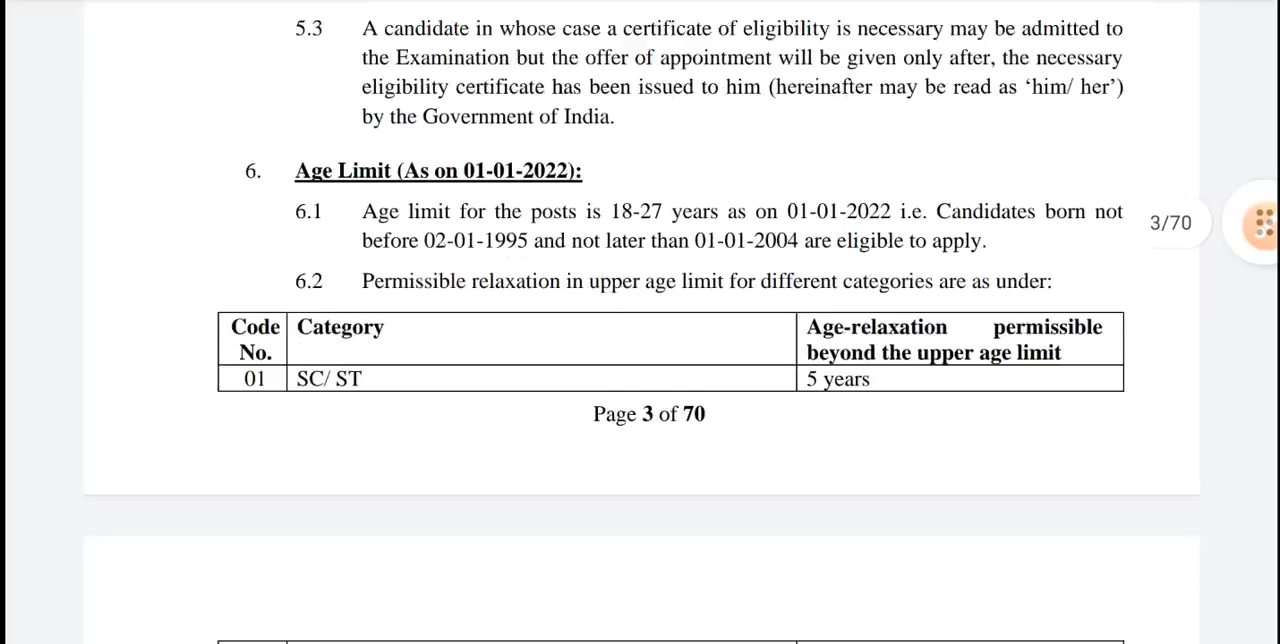 5.3 A candidate in whose case a certificate of eligibility is necessary may be admitted to
the Examination but the offer of appointment will be given only after, the necessary
eligibility certificate has been issued to him (hereinafter may be read as ‘him/ her’)
by the Government of India.
6. Age Limit (As on 01-01-2022):
6.1 Age limit for the posts is 18-27 years as on 01-01-2022 i.e. Candidates born not
before 02-01-1995 and not later than 01-01-2004 are eligible to apply.
3/70
6.2 Permissible relaxation in upper age limit for different categories are as under:
Code No. Category Age-relaxation permissible beyond the upper age limit
01 SC/ ST 5 years
Page 3 of 70